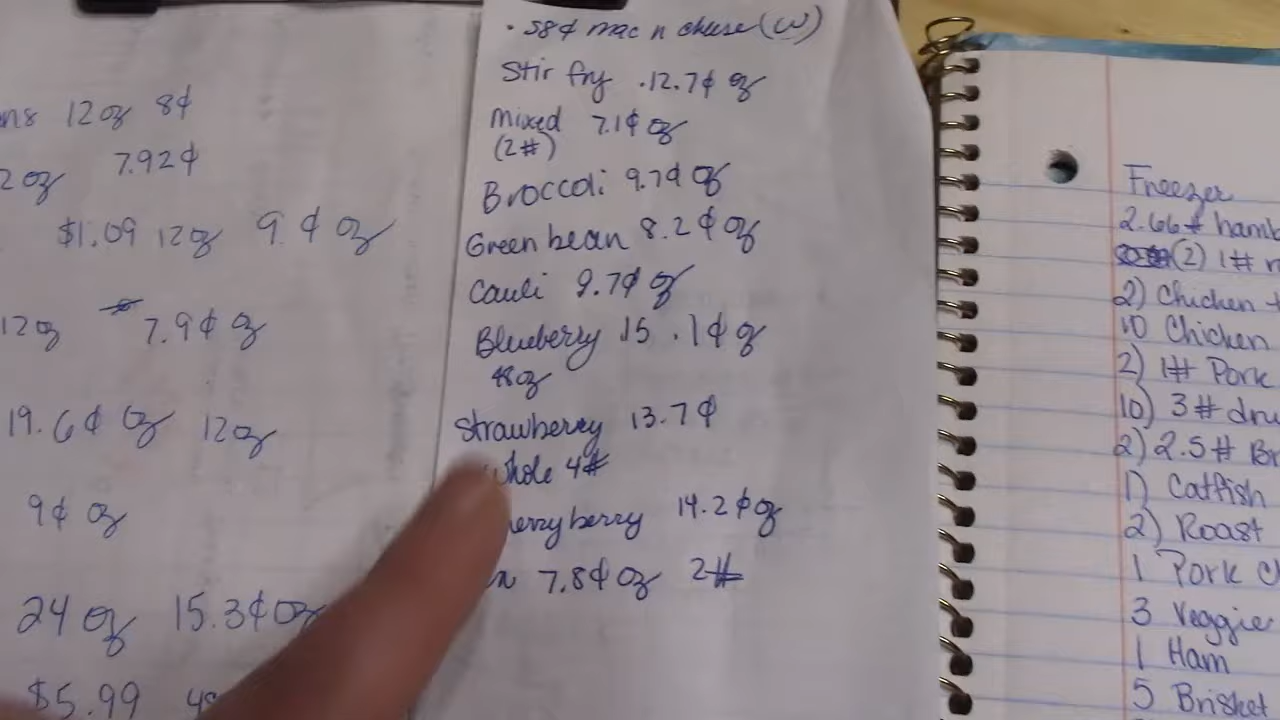 ns 12oz 8¢
2oz 7.92¢
$1.09 12oz 9¢ oz
12oz 7.9¢ oz
19.6¢ oz 12oz
9¢ oz
24 oz 15.3¢ oz
$5.99 48
.58¢ mac n cheese (w)
Stir fry .12.7¢ oz
mixed 7.1¢ oz
(2#)
Broccoli 9.7¢ oz
Green bean 8.2¢ oz
Cauli 9.7¢ oz
Blueberry 15.1¢ oz
48oz
Strawberry 13.7¢
whole 4#
erryberry 14.2¢ oz
n 7.8¢ oz 2#
Freezer
2.66# hamb
(2) 1#
2) Chicken
10 Chicken
2) 1# Pork
10) 3# dru
2) 2.5# Br
1) Catfish
2) Roast
1 Pork C
3 Veggie
1 Ham
5 Brisket